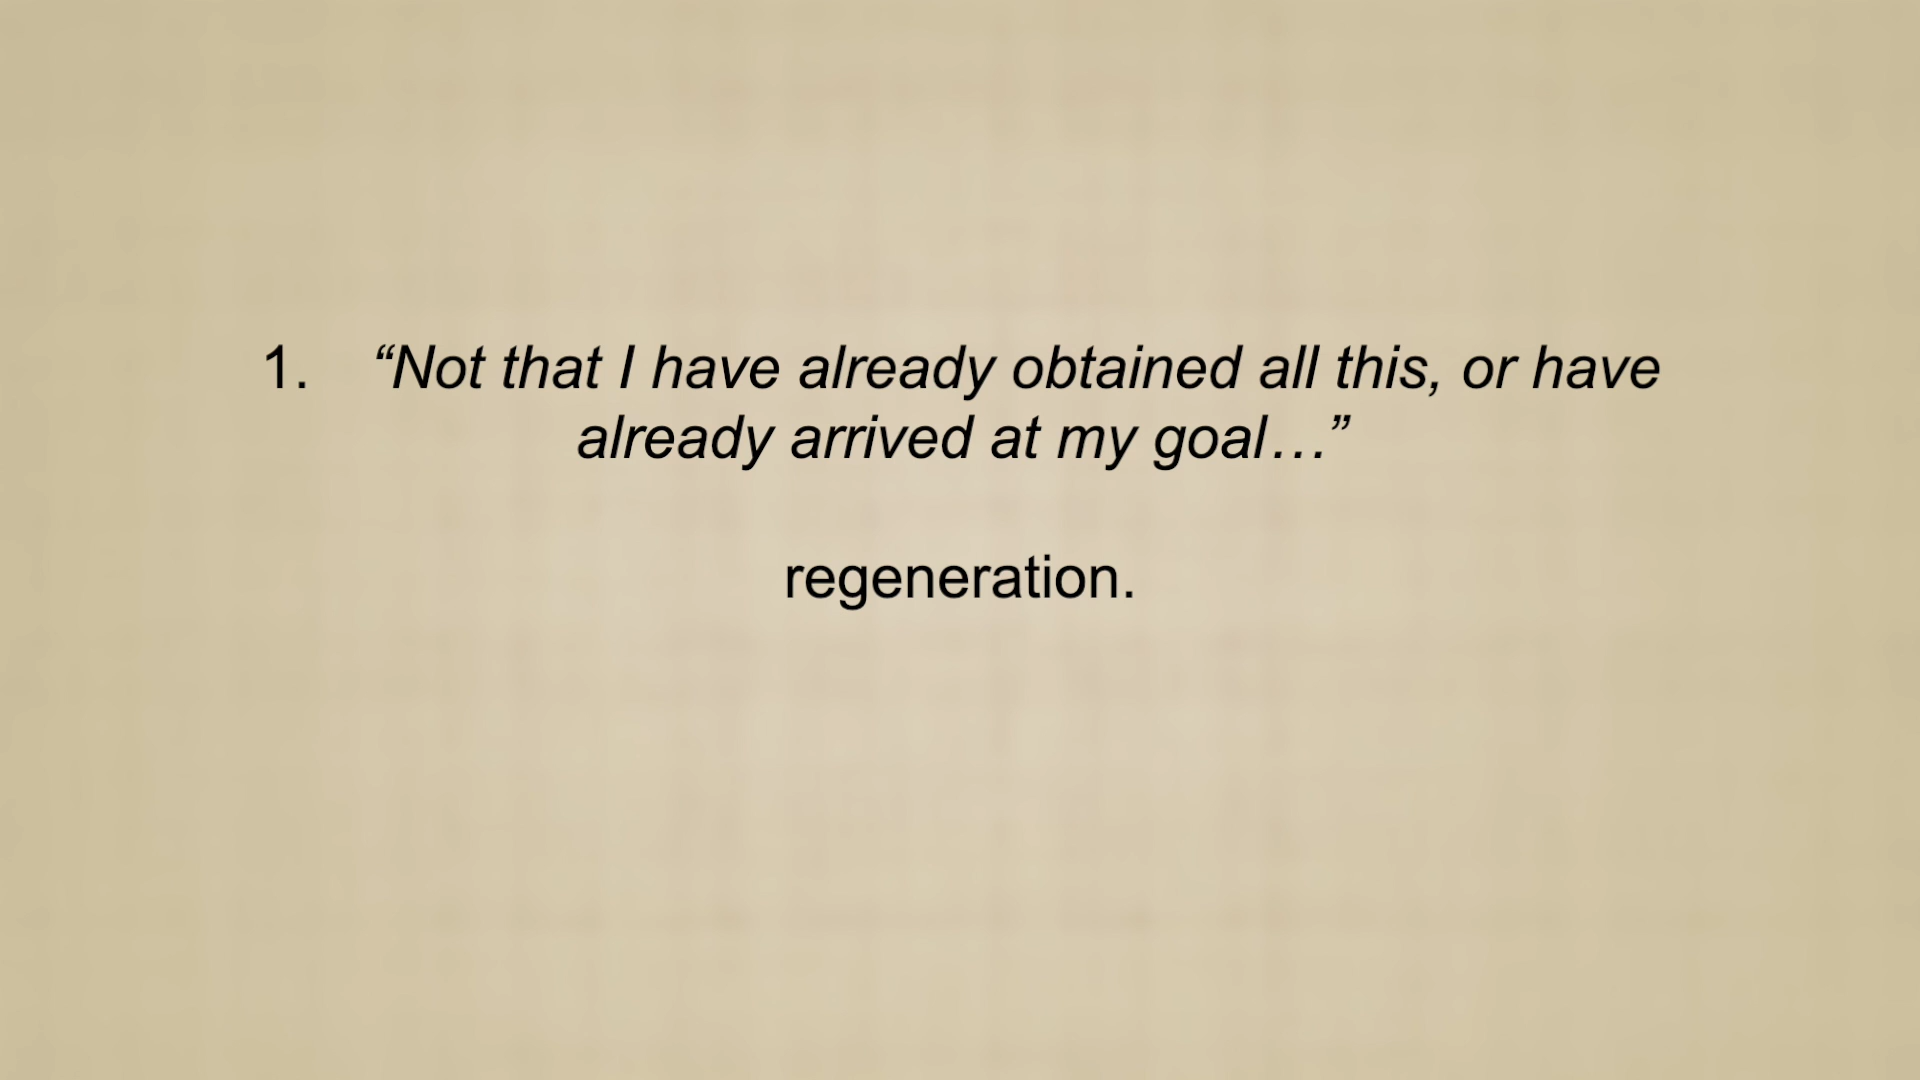 1. “Not that I have already obtained all this, or have
already arrived at my goal…”
regeneration.